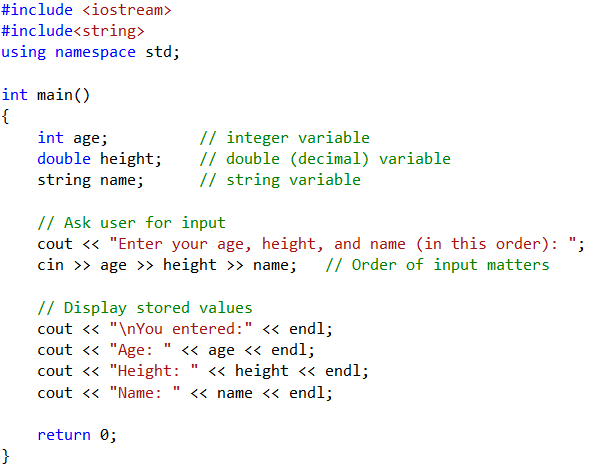 #include <iostream>
#include<string>
using namespace std;

int main()
{
    int age;          // integer variable
    double height;    // double (decimal) variable
    string name;      // string variable

    // Ask user for input
    cout << "Enter your age, height, and name (in this order): ";
    cin >> age >> height >> name;   // Order of input matters

    // Display stored values
    cout << "\nYou entered:" << endl;
    cout << "Age: " << age << endl;
    cout << "Height: " << height << endl;
    cout << "Name: " << name << endl;

    return 0;
}